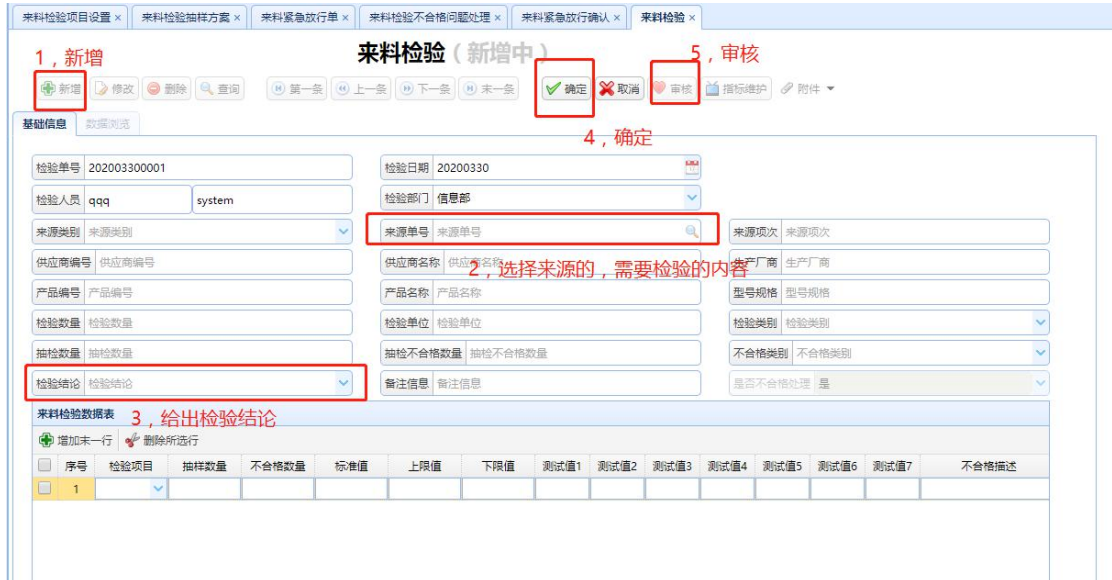 来料检验项目设置 × 来料检验抽样方案 × 来料紧急放行单 × 来料检验不合格问题处理 × 来料紧急放行确认 × 来料检验 ×
1，新增 来料检验（新增中） 5，审核
新增 修改 删除 查询 第一条 上一条 下一条 末一条 确定 取消 审核 指标维护 附件
基础信息 数据浏览
4，确定
检验单号 202003300001 检验日期 20200330
检验人员 qqq system 检验部门 信息部
来源类别 来源类别 来源单号 来源单号 来源项次 来源项次
供应商编号 供应商编号 供应商名称 供应商名称 生产厂商 生产厂商
2，选择来源的，需要检验的内容
产品编号 产品编号 产品名称 产品名称 型号规格 型号规格
检验数量 检验数量 检验单位 检验单位 检验类别 检验类别
抽检数量 抽检数量 抽检不合格数量 抽检不合格数量 不合格类别 不合格类别
检验结论 检验结论 备注信息 备注信息 是否不合格处理 是
来料检验数据表 3，给出检验结论
增加末一行 删除所选行
序号 检验项目 抽样数量 不合格数量 标准值 上限值 下限值 测试值1 测试值2 测试值3 测试值4 测试值5 测试值6 测试值7 不合格描述
1